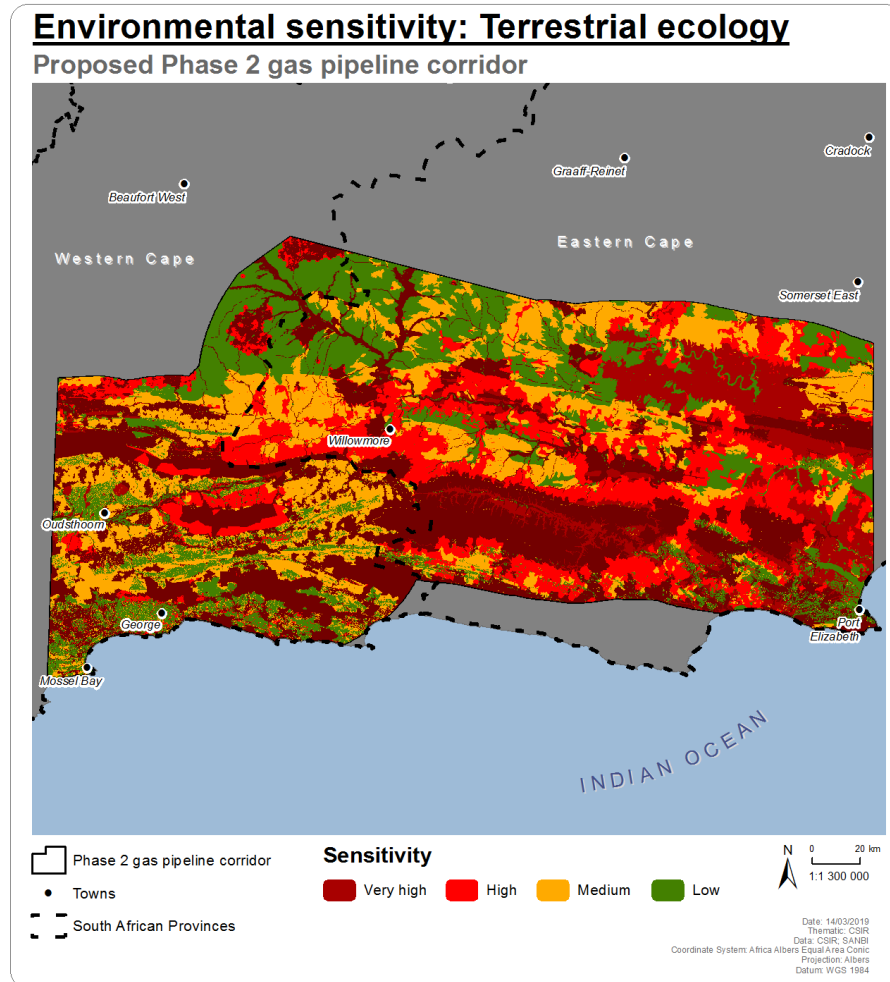 Environmental sensitivity: Terrestrial ecology
Proposed Phase 2 gas pipeline corridor
Cradock
Graaff-Reinet
Beaufort West
Eastern Cape
Western Cape
Somerset East
Willowmore
Oudsthoorn
George
Port
Elizabeth
Mossel Bay
INDIAN OCEAN
Phase 2 gas pipeline corridor
Towns
South African Provinces
Sensitivity
Very high
High
Medium
Low
N
0 20 km
1:1 300 000
Date: 14/03/2019
Thematic: CSIR
Data: CSIR; SANBI
Coordinate System: Africa Albers Equal Area Conic
Projection: Albers
Datum: WGS 1984